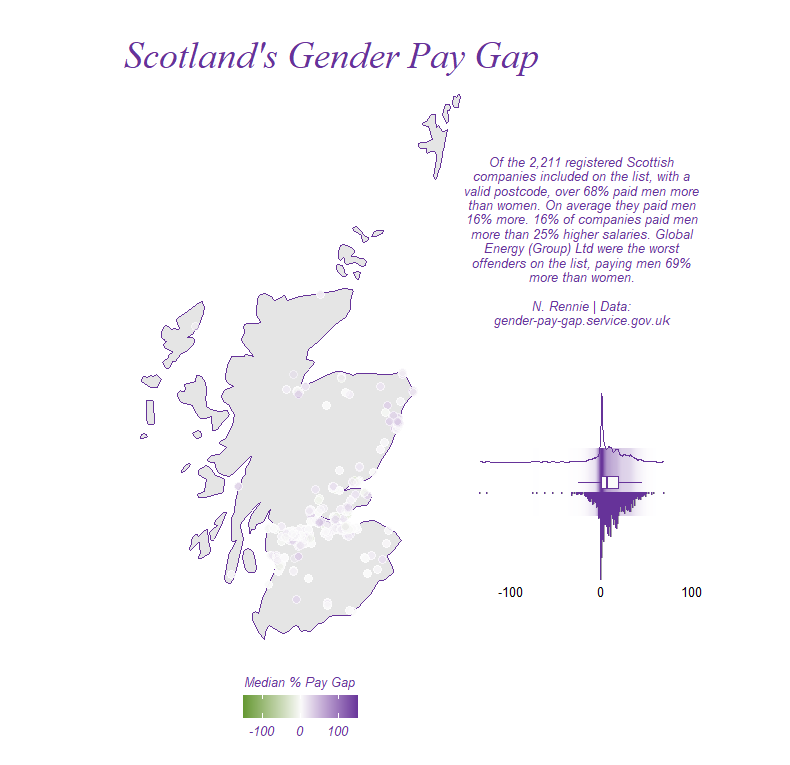 Scotland's Gender Pay Gap
Of the 2,211 registered Scottish
companies included on the list, with a
valid postcode, over 68% paid men more
than women. On average they paid men
16% more. 16% of companies paid men
more than 25% higher salaries. Global
Energy (Group) Ltd were the worst
offenders on the list, paying men 69%
more than women.
N. Rennie | Data:
gender-pay-gap.service.gov.uk
-100 0 100
Median % Pay Gap
-100 0 100